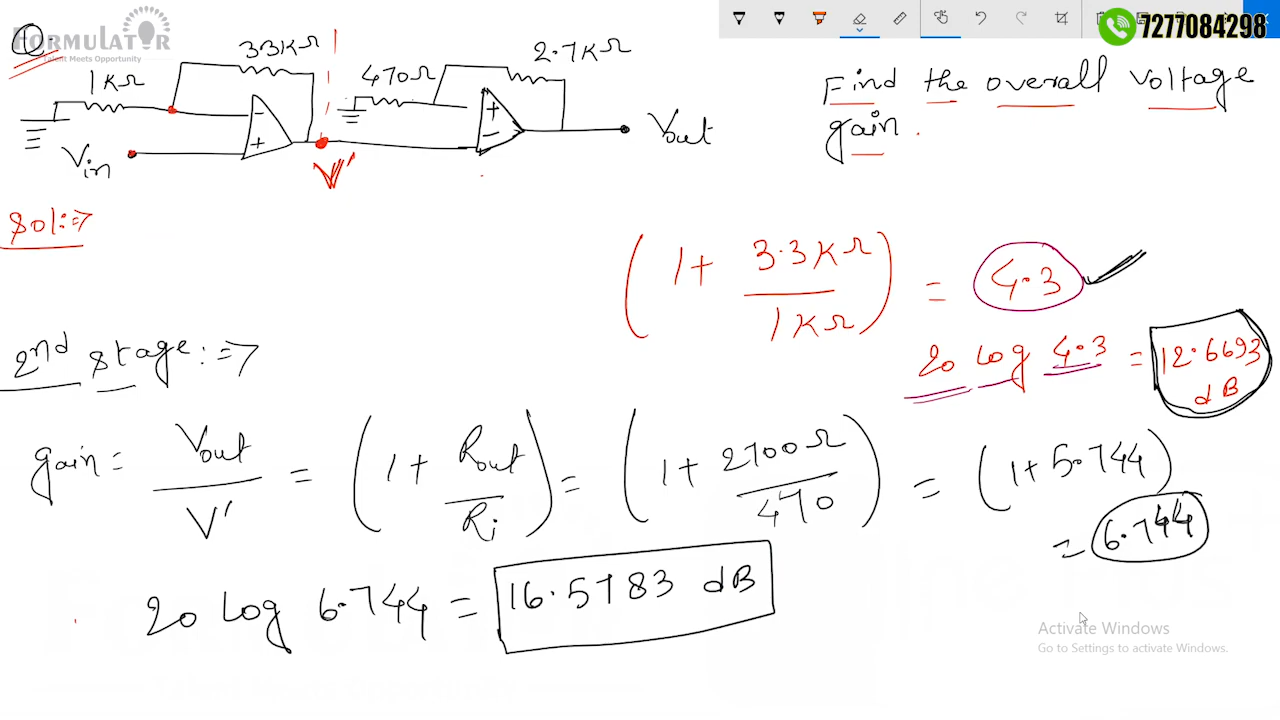 FORMULATOR
Talent Meets Opportunity
7277084298
①
1KΩ
3.3KΩ
470Ω
2.7KΩ
Vin
V'
Vout
Find the overall voltage
gain.
Sol:⇒
(1 + 3.3KΩ / 1KΩ) = 4.3 ✓
20 log 4.3 = 12.6693 dB
2nd stage:⇒
gain = Vout / V' = (1 + Rout / Ri) = (1 + 2700Ω / 470) = (1 + 5.744)
= 6.744
20 log 6.744 = 16.5783 dB
Activate Windows
Go to Settings to activate Windows.